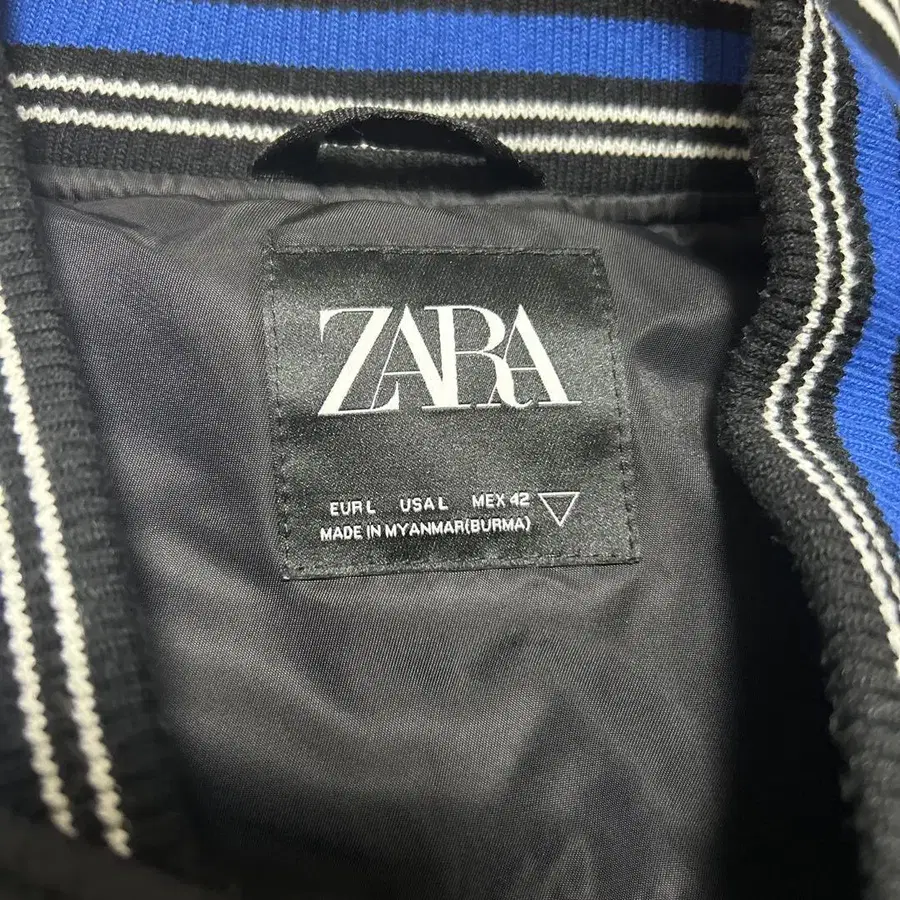 ZARA
EUR L USA L MEX 42
MADE IN MYANMAR(BURMA)